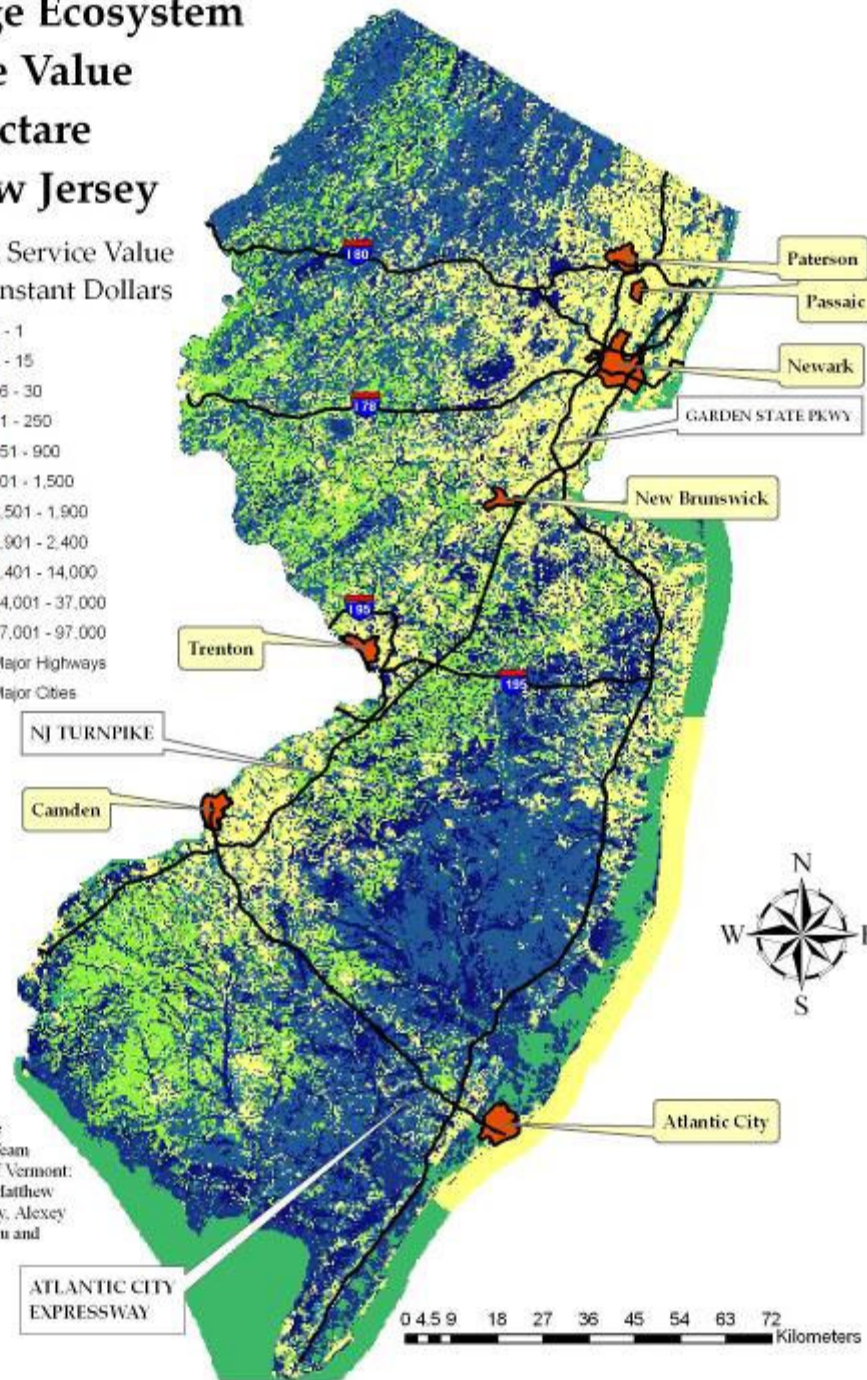 ge Ecosystem
e Value
ctare
w Jersey
Service Value
nstant Dollars
- 1
- 15
6 - 30
1 - 250
51 - 900
01 - 1,500
,501 - 1,900
,901 - 2,400
,401 - 14,000
4,001 - 37,000
7,001 - 97,000
Major Highways
Major Cities
I 80
Paterson
Passaic
Newark
I 78
GARDEN STATE PKWY
New Brunswick
I 95
Trenton
195
NJ TURNPIKE
Camden
N
W
S
Atlantic City
eam
Vermont:
Matthew
y, Alexey
u and
ATLANTIC CITY
EXPRESSWAY
0 4.5 9 18 27 36 45 54 63 72
Kilometers